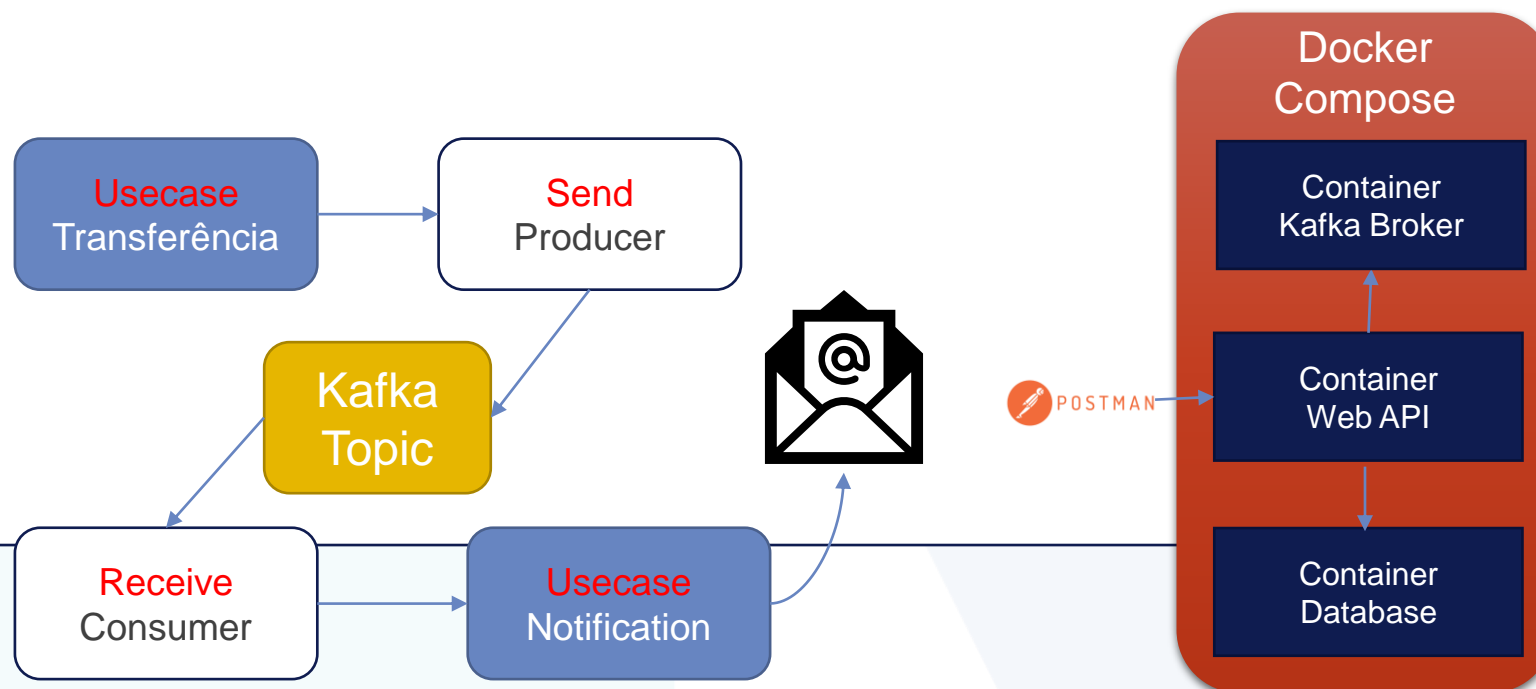 Usecase
Transferência
Send
Producer
Kafka
Topic
Receive
Consumer
Usecase
Notification
@
POSTMAN
Docker
Compose
Container
Kafka Broker
Container
Web API
Container
Database